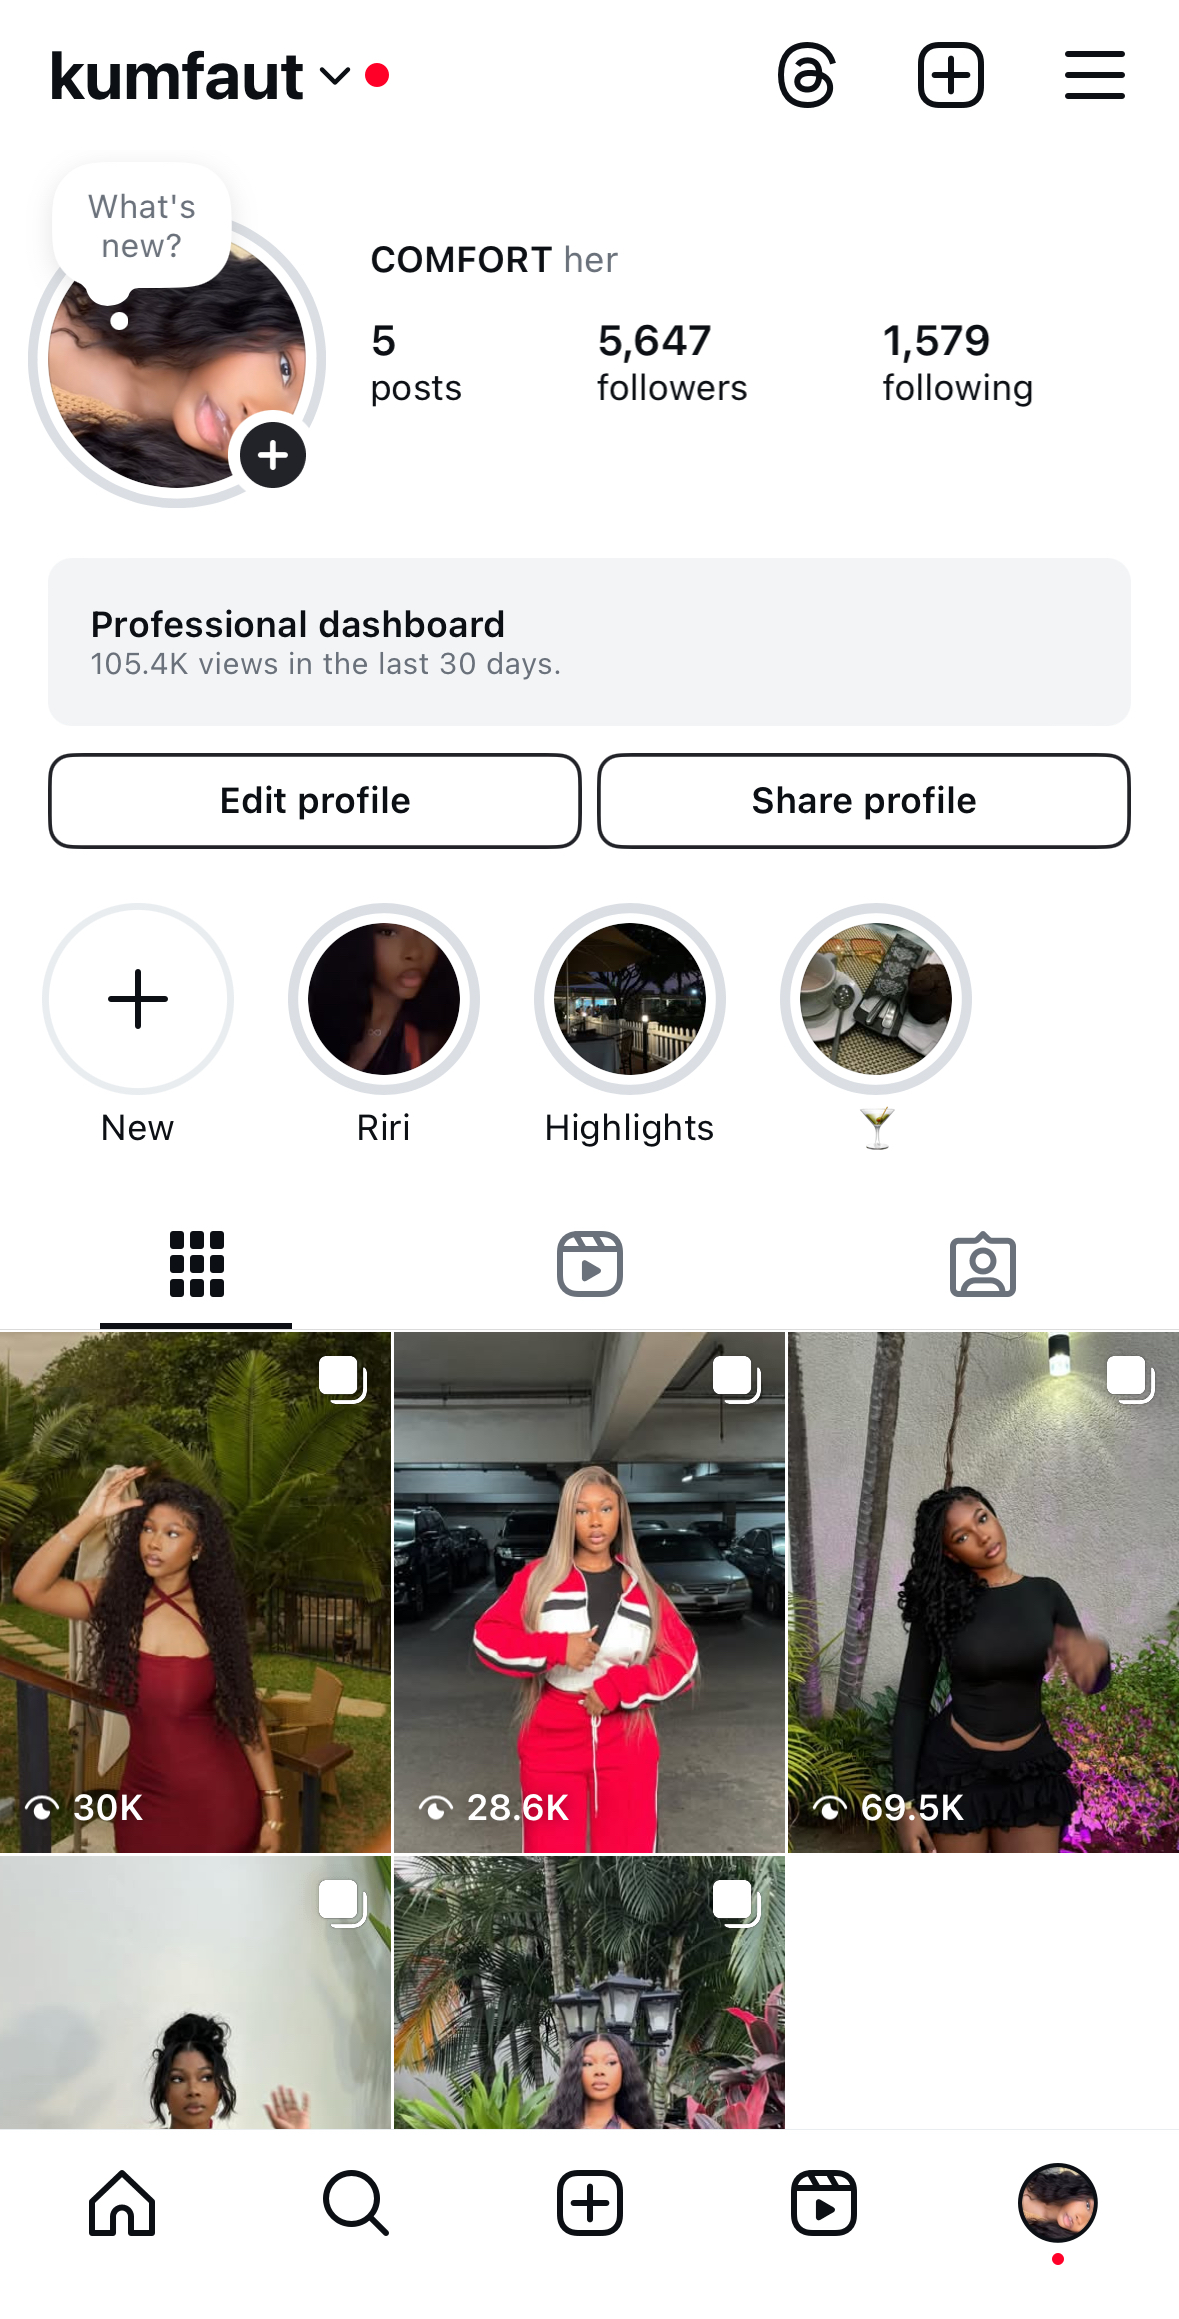 kumfaut
What's
new?
COMFORT her
5 5,647 1,579
posts followers following
Professional dashboard
105.4K views in the last 30 days.
Edit profile Share profile
New Riri Highlights 🍸
30K 28.6K 69.5K